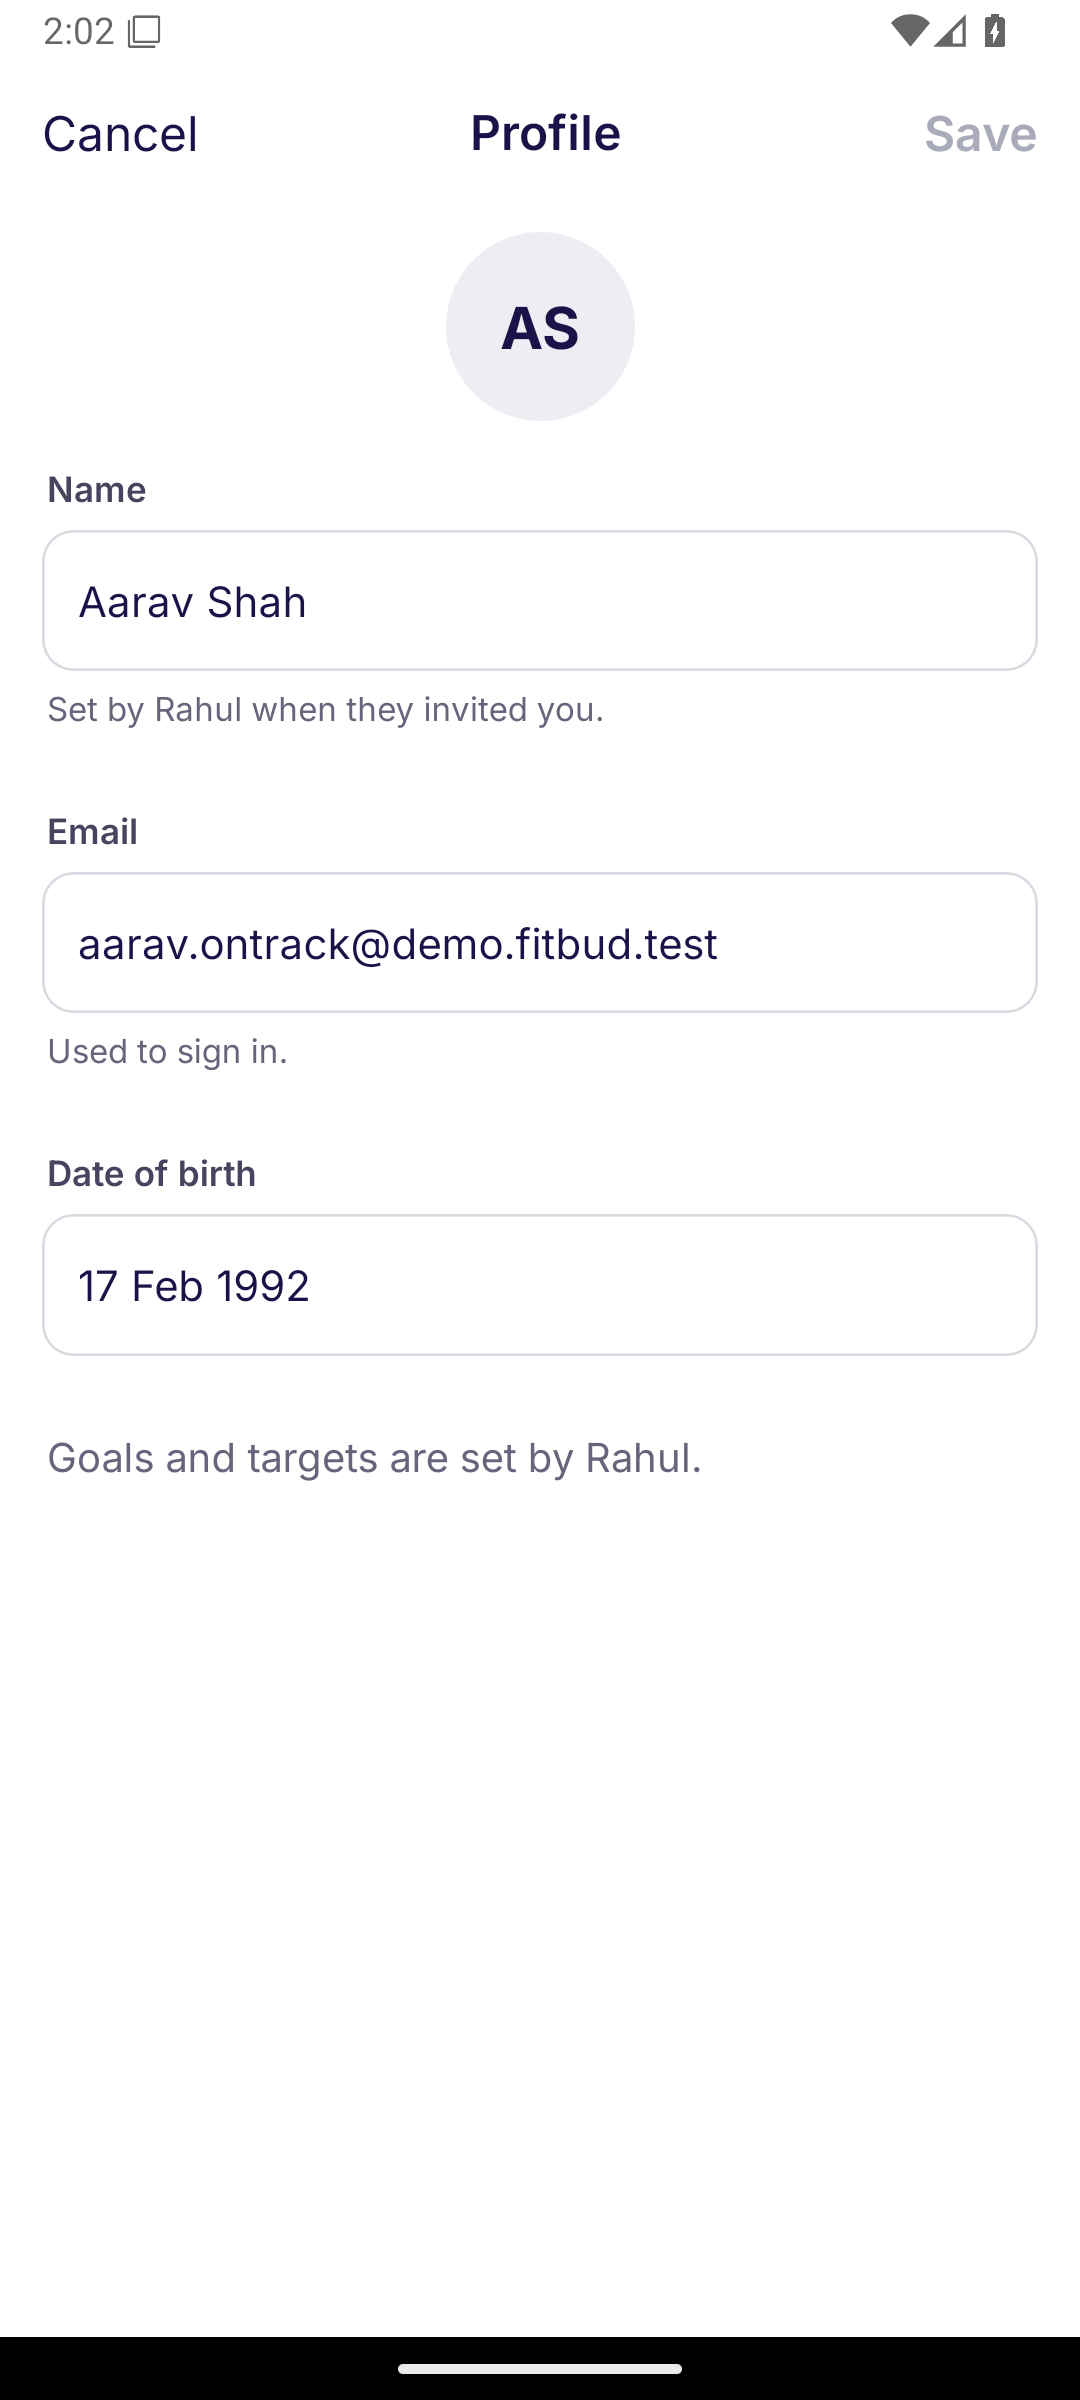 2:02
Cancel Profile Save
AS
Name
Aarav Shah
Set by Rahul when they invited you.
Email
aarav.ontrack@demo.fitbud.test
Used to sign in.
Date of birth
17 Feb 1992
Goals and targets are set by Rahul.